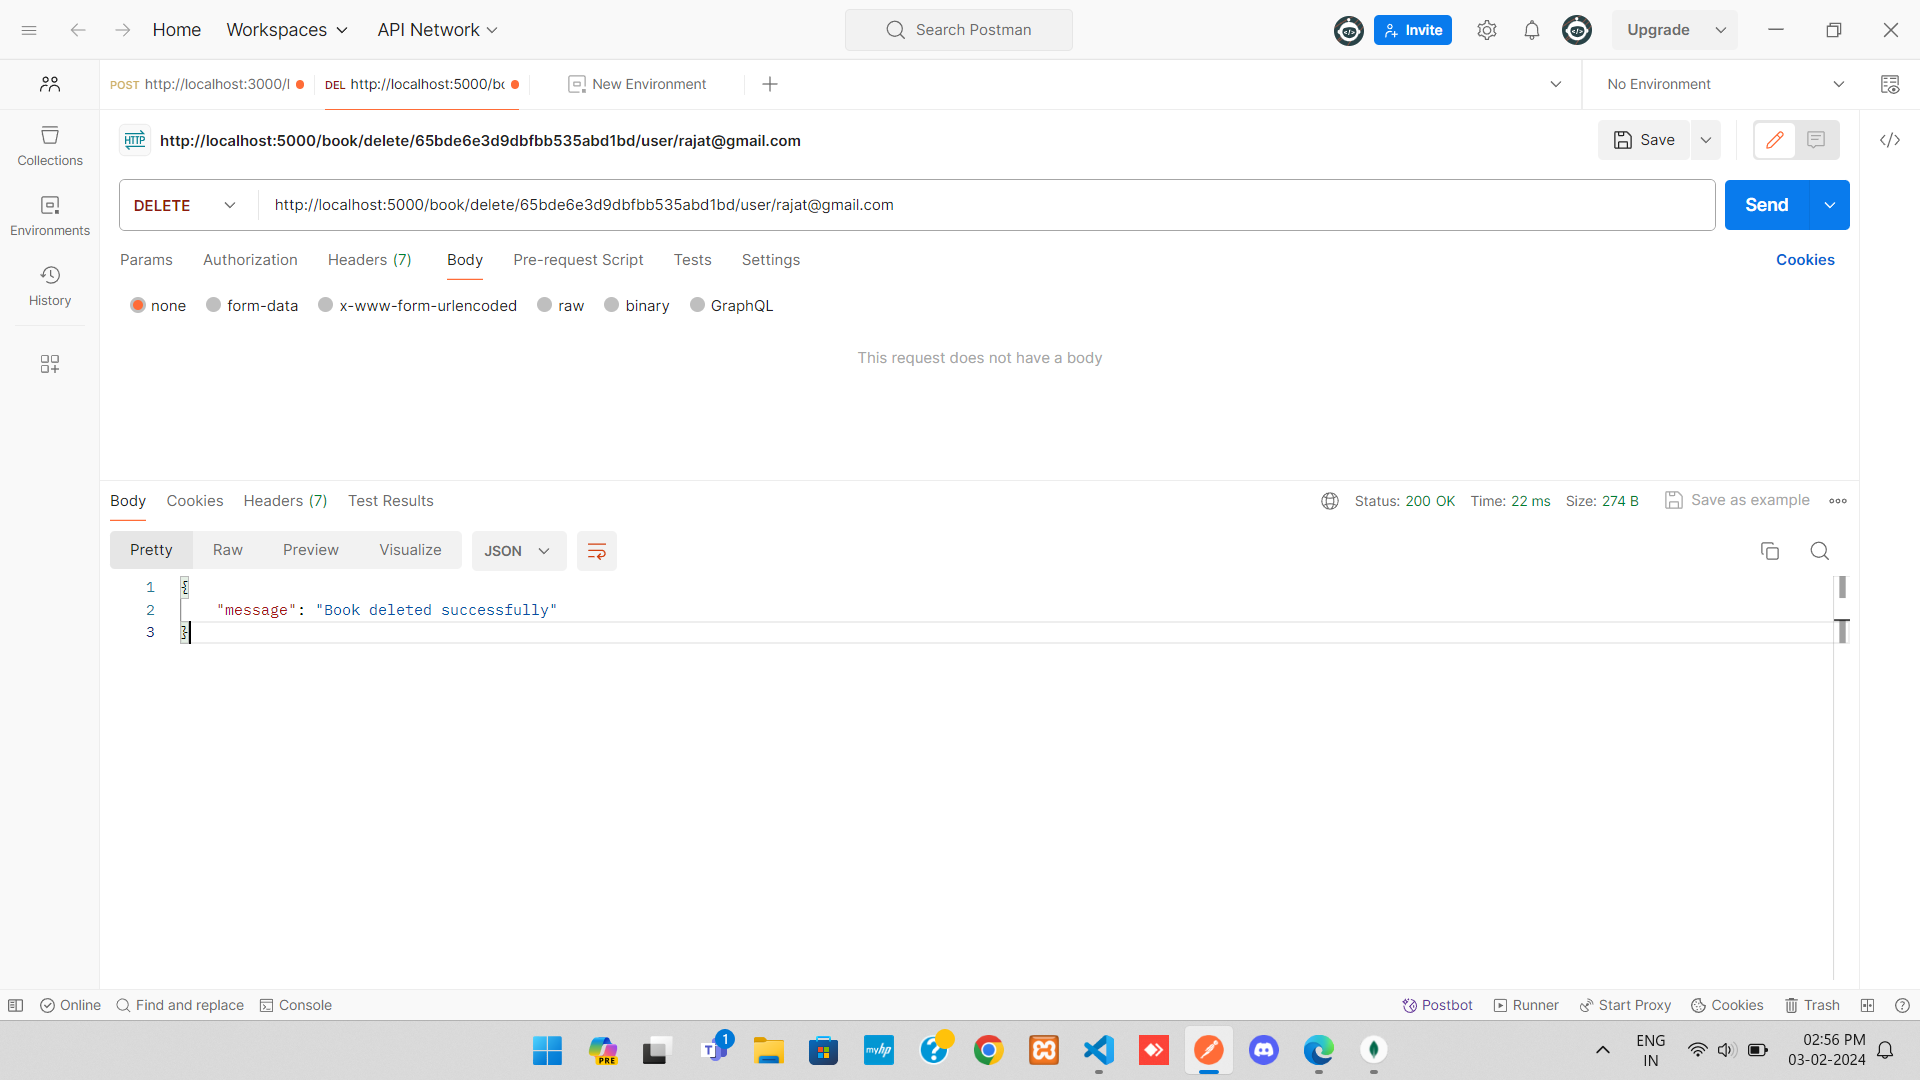 Home Workspaces API Network Search Postman Invite Upgrade
POST http://localhost:3000/l DEL http://localhost:5000/bo New Environment No Environment
HTTP http://localhost:5000/book/delete/65bde6e3d9dbfbb535abd1bd/user/rajat@gmail.com Save
Collections
DELETE http://localhost:5000/book/delete/65bde6e3d9dbfbb535abd1bd/user/rajat@gmail.com Send
Environments
Params Authorization Headers (7) Body Pre-request Script Tests Settings Cookies
History
none form-data x-www-form-urlencoded raw binary GraphQL
This request does not have a body
Body Cookies Headers (7) Test Results Status: 200 OK Time: 22 ms Size: 274 B Save as example
Pretty Raw Preview Visualize JSON
1 {
2 "message": "Book deleted successfully"
3 }
Online Find and replace Console Postbot Runner Start Proxy Cookies Trash
PRE T 1 myhp ? ENG IN 02:56 PM
03-02-2024